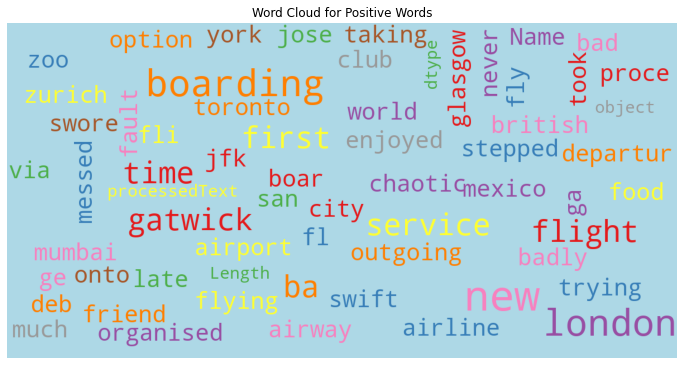 Word Cloud for Positive Words
option york jose taking Name bad
zoo club dtype glasgow never fly took proce
boarding
zurich toronto world object
swore fault fli first enjoyed british
messed stepped departur
via time jfk boar chaotic mexico ga food
processedText san
gatwick city service flight
fl
mumbai airport outgoing badly
ge onto late Length
deb friend flying ba swift new trying
much organised airway airline london